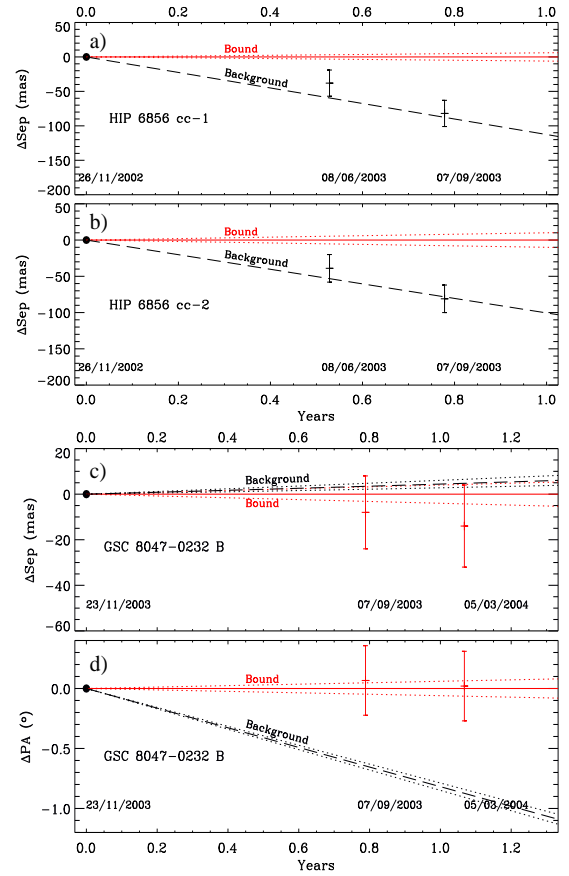 0.0 0.2 0.4 0.6 0.8 1.0
a)
50
0
-50
-100
-150
-200
ΔSep (mas)
Bound
Background
HIP 6856 cc-1
26/11/2002 08/06/2003 07/09/2003
b)
50
0
-50
-100
-150
-200
ΔSep (mas)
Bound
Background
HIP 6856 cc-2
26/11/2002 08/06/2003 07/09/2003
0.0 0.2 0.4 0.6 0.8 1.0
Years
0.0 0.2 0.4 0.6 0.8 1.0 1.2
c)
20
0
-20
-40
-60
ΔSep (mas)
Background
Bound
GSC 8047-0232 B
23/11/2003 07/09/2003 05/03/2004
d)
0.0
-0.5
-1.0
ΔPA (°)
Bound
Background
GSC 8047-0232 B
23/11/2003 07/09/2003 05/03/2004
0.0 0.2 0.4 0.6 0.8 1.0 1.2
Years